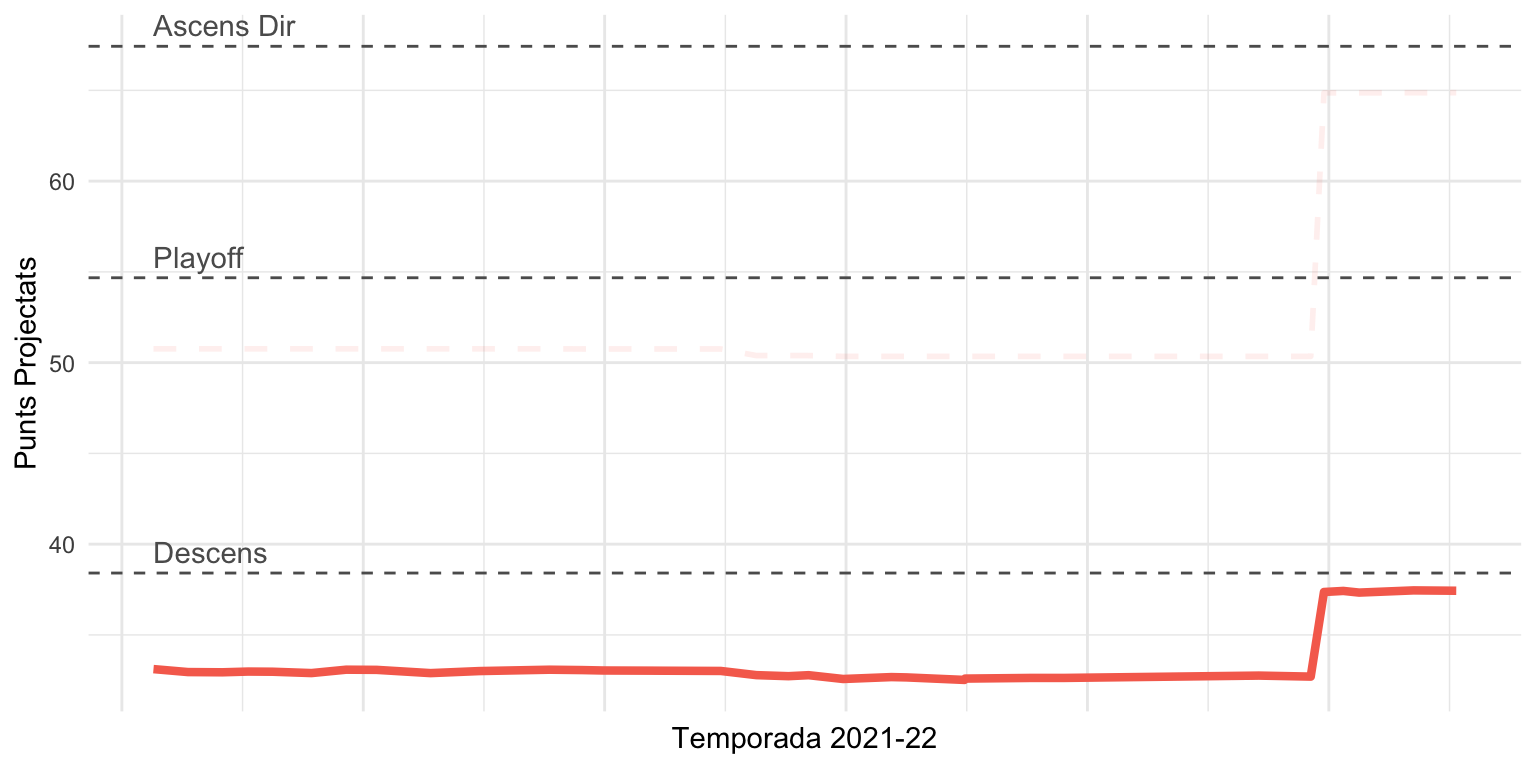 Ascens Dir
60
Playoff
50
40
Descens
Punts Projectats
Temporada 2021-22